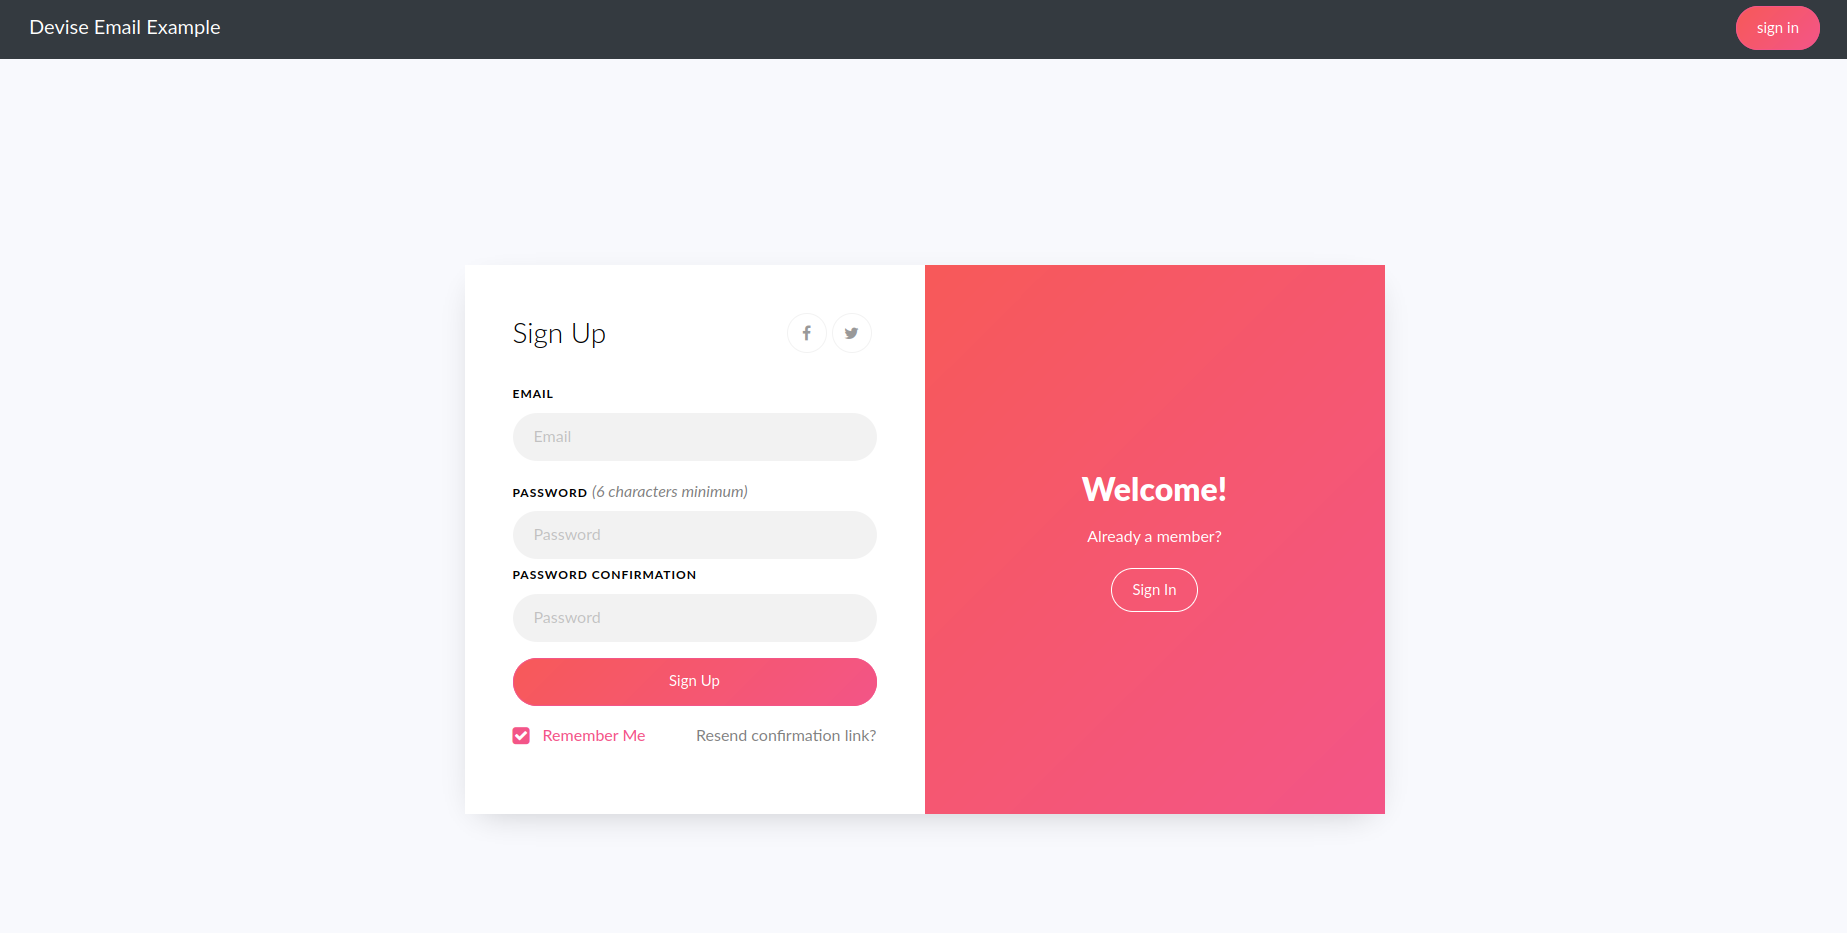 Devise Email Example
sign in
Sign Up
EMAIL
Email
PASSWORD (6 characters minimum)
Password
PASSWORD CONFIRMATION
Password
Sign Up
Remember Me
Resend confirmation link?
Welcome!
Already a member?
Sign In